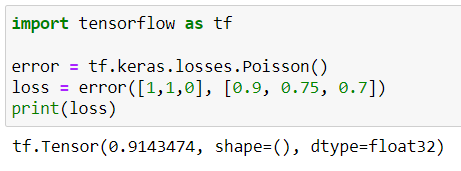 import tensorflow as tf
error = tf.keras.losses.Poisson()
loss = error([1,1,0], [0.9, 0.75, 0.7])
print(loss)
tf.Tensor(0.9143474, shape=(), dtype=float32)